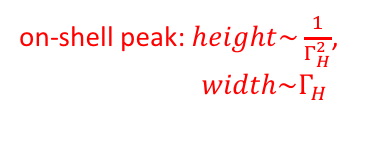 on-shell peak: height~ 1/Γ_H^2,
width~Γ_H